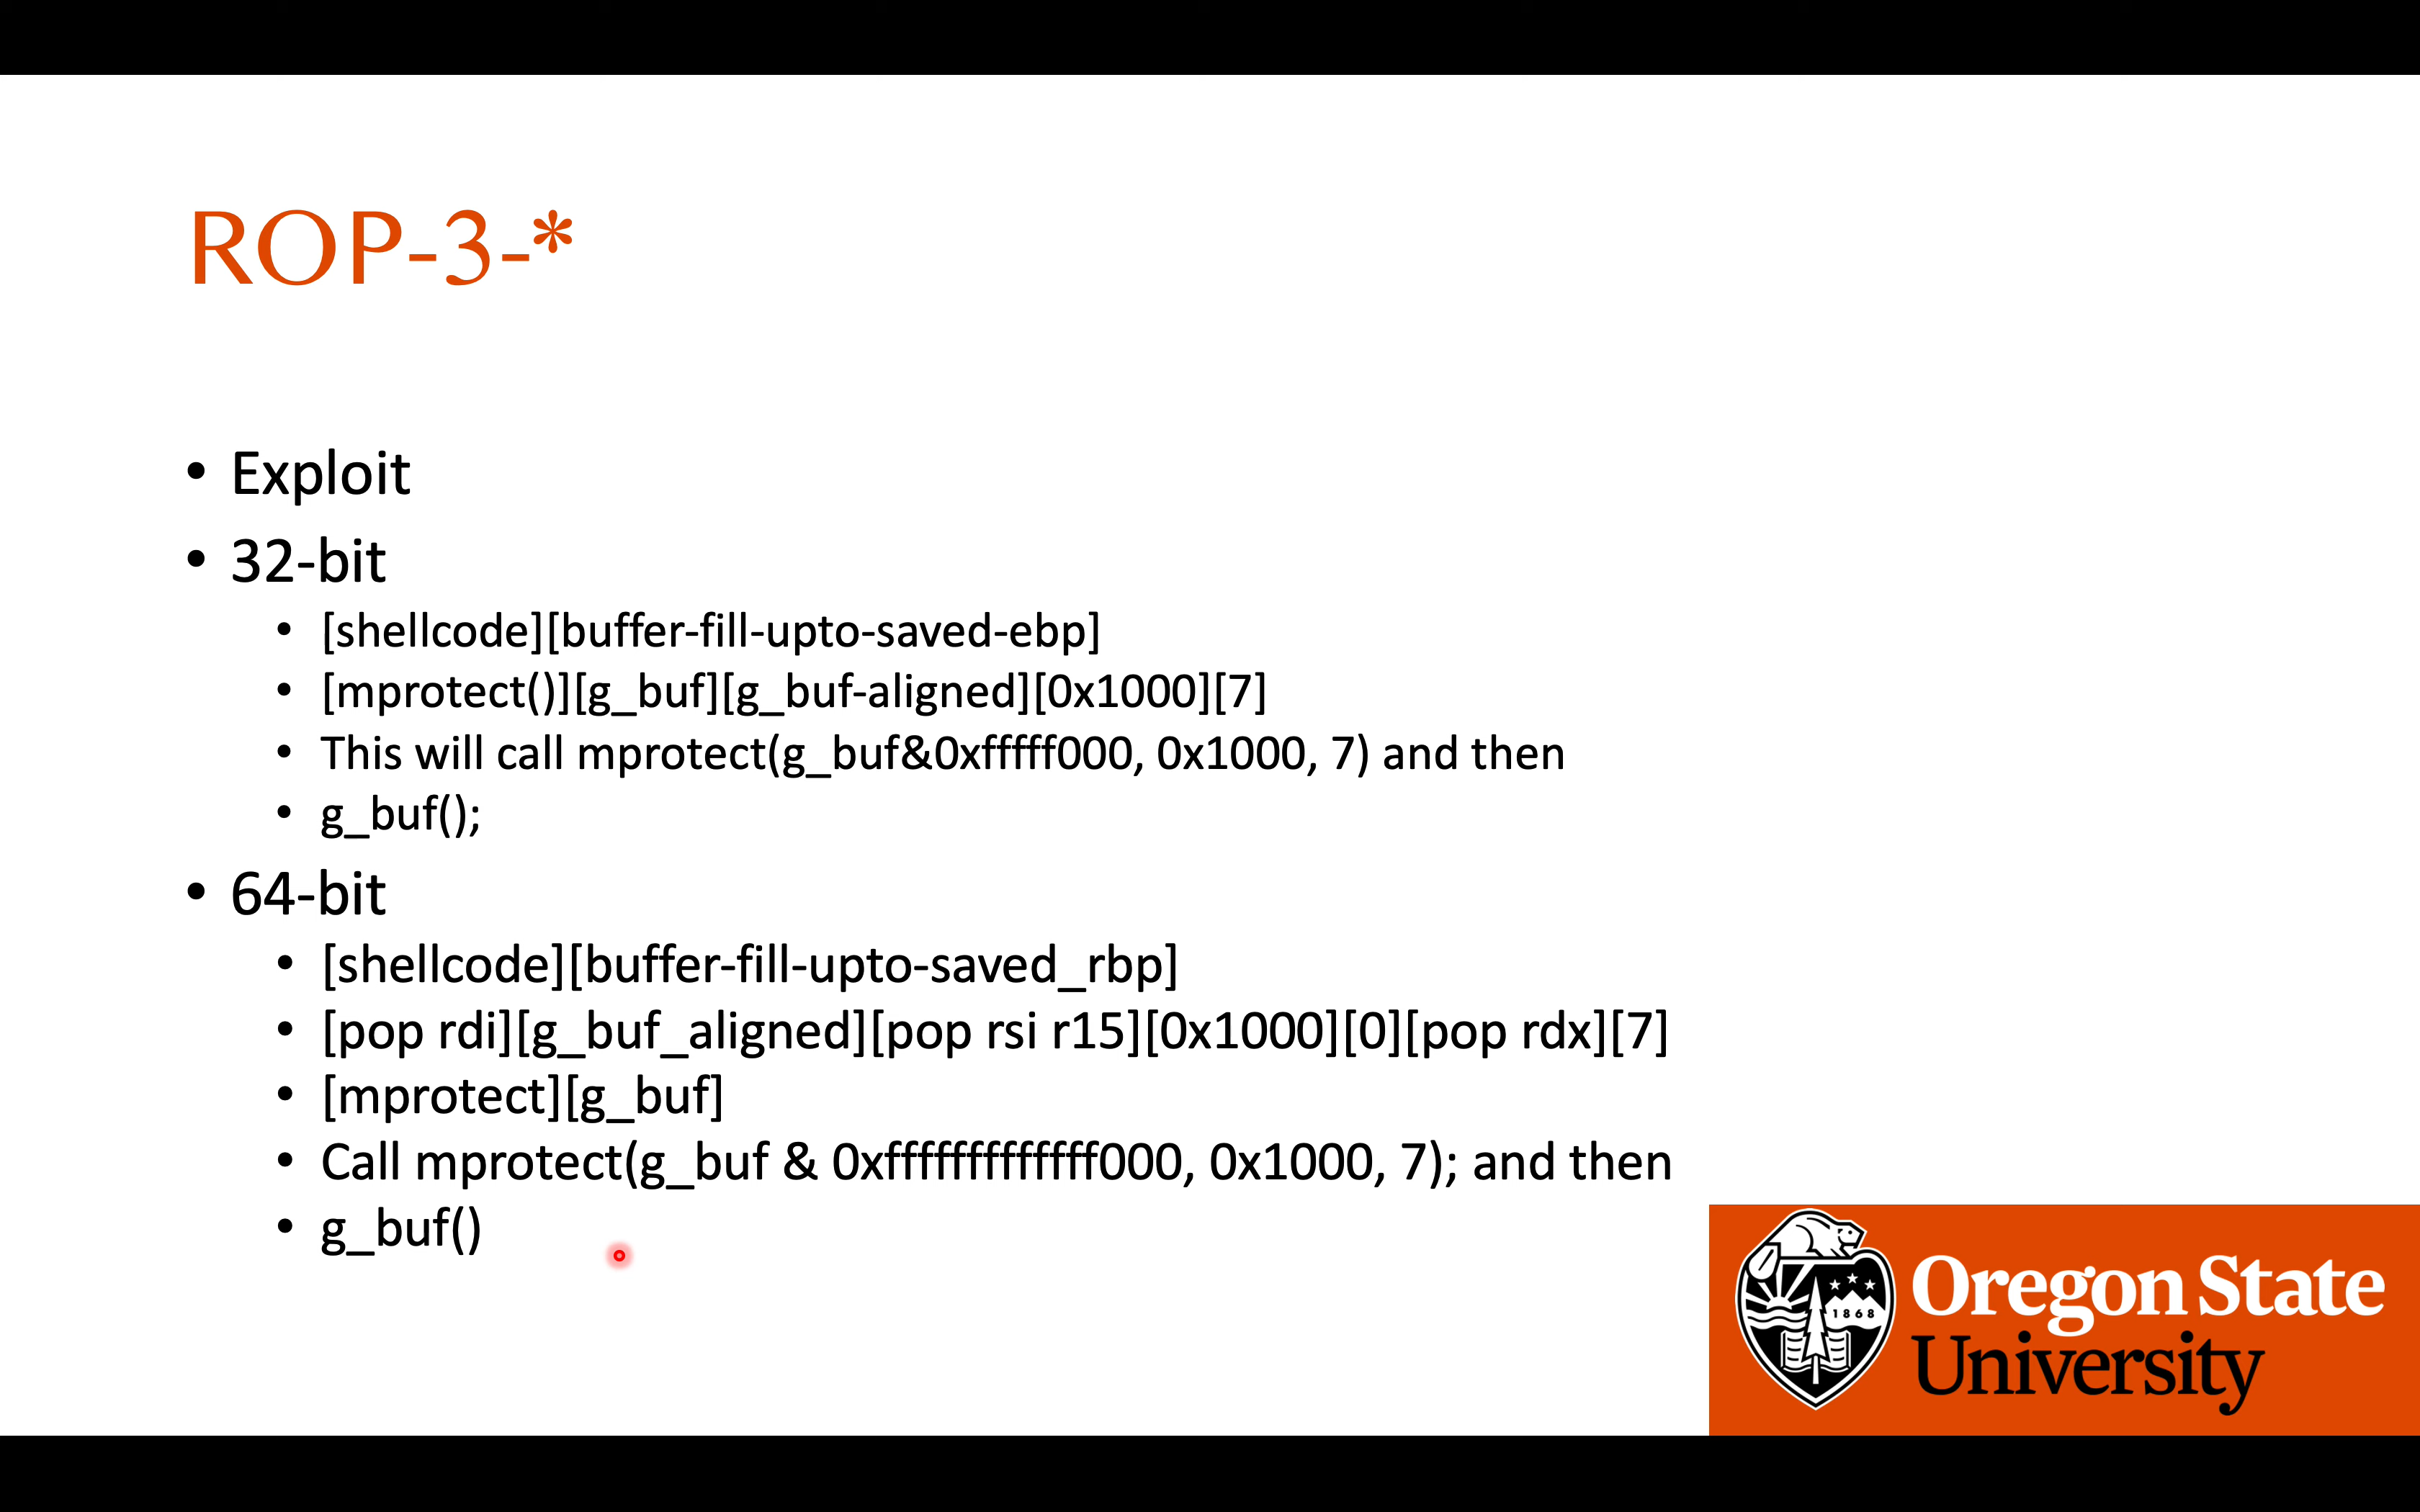 ROP-3-*
• Exploit
• 32-bit
• [shellcode][buffer-fill-upto-saved-ebp]
• [mprotect()][g_buf][g_buf-aligned][0x1000][7]
• This will call mprotect(g_buf&0xfffff000, 0x1000, 7) and then
• g_buf();
• 64-bit
• [shellcode][buffer-fill-upto-saved_rbp]
• [pop rdi][g_buf_aligned][pop rsi r15][0x1000][0][pop rdx][7]
• [mprotect][g_buf]
• Call mprotect(g_buf & 0xfffffffffffff000, 0x1000, 7); and then
• g_buf()
1868
Oregon State
University